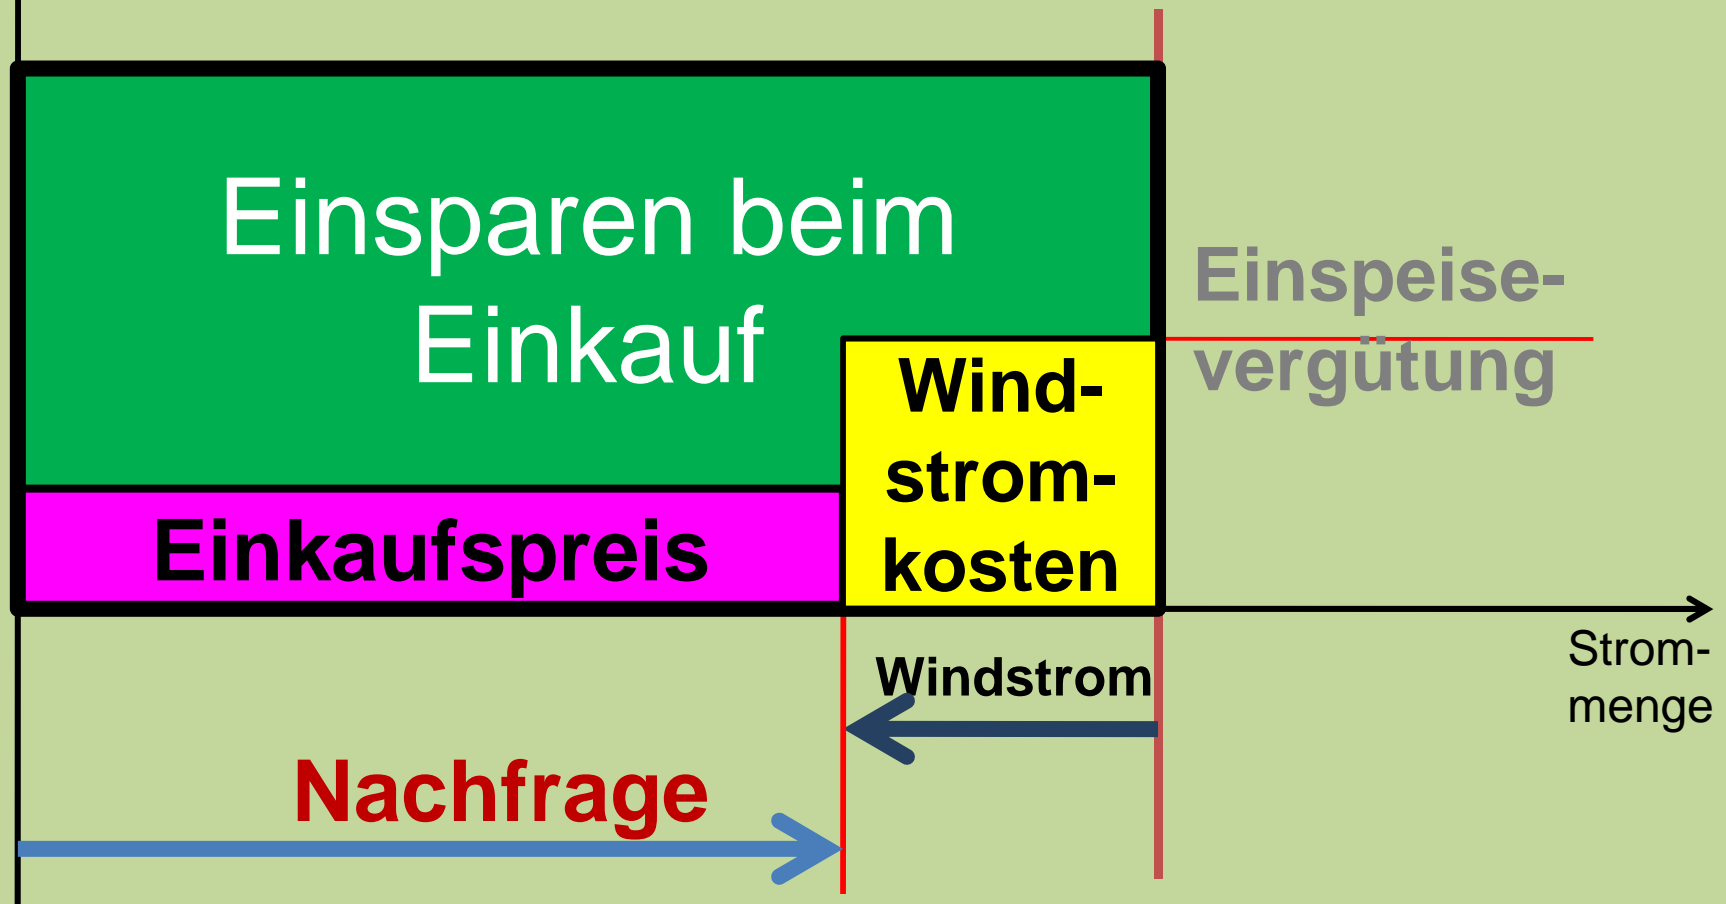 Einsparen beim
Einkauf
Einspeise-
vergütung
Wind-
strom-
kosten
Einkaufspreis
Strom-
menge
Windstrom
Nachfrage